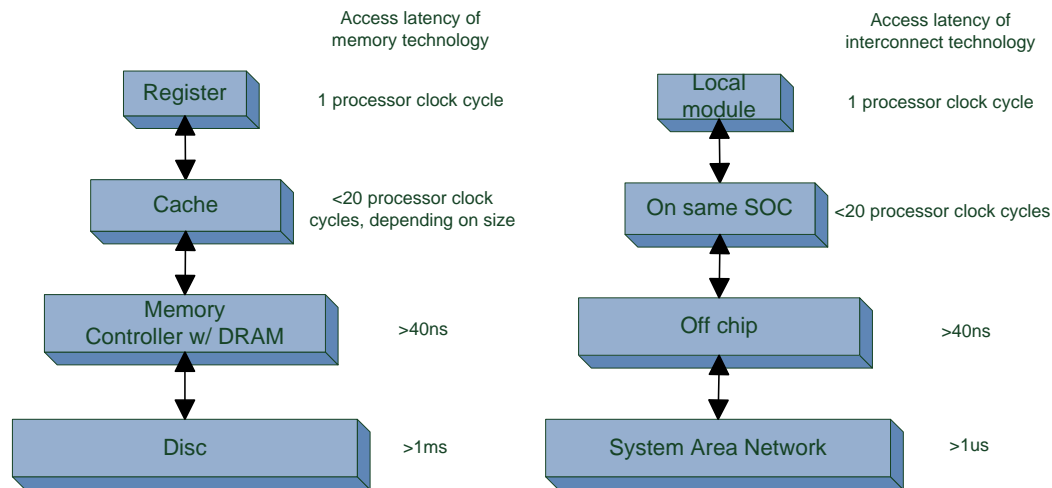 Access latency of
memory technology
Register
1 processor clock cycle
Cache
<20 processor clock
cycles, depending on size
Memory
Controller w/ DRAM
>40ns
Disc
>1ms
Access latency of
interconnect technology
Local
module
1 processor clock cycle
On same SOC
<20 processor clock cycles
Off chip
>40ns
System Area Network
>1us